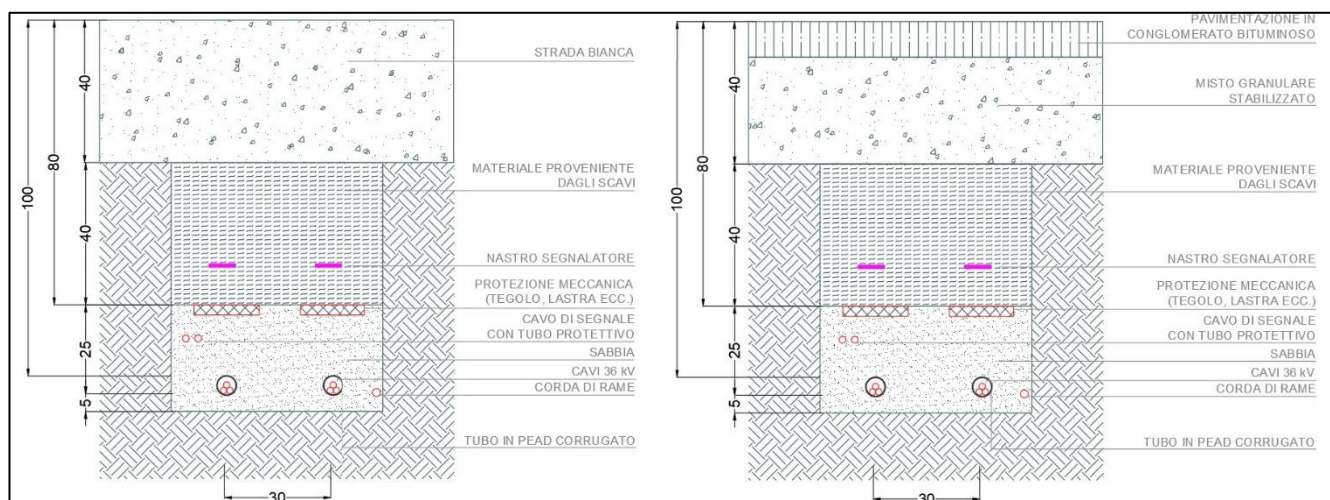 40
80
100
40
25
5
30
STRADA BIANCA
MATERIALE PROVENIENTE
DAGLI SCAVI
NASTRO SEGNALATORE
PROTEZIONE MECCANICA
(TEGOLO, LASTRA ECC.)
CAVO DI SEGNALE
CON TUBO PROTETTIVO
SABBIA
CAVI 36 kV
CORDA DI RAME
TUBO IN PEAD CORRUGATO
40
80
100
40
25
5
30
PAVIMENTAZIONE IN
CONGLOMERATO BITUMINOSO
MISTO GRANULARE
STABILIZZATO
MATERIALE PROVENIENTE
DAGLI SCAVI
NASTRO SEGNALATORE
PROTEZIONE MECCANICA
(TEGOLO, LASTRA ECC.)
CAVO DI SEGNALE
CON TUBO PROTETTIVO
SABBIA
CAVI 36 kV
CORDA DI RAME
TUBO IN PEAD CORRUGATO